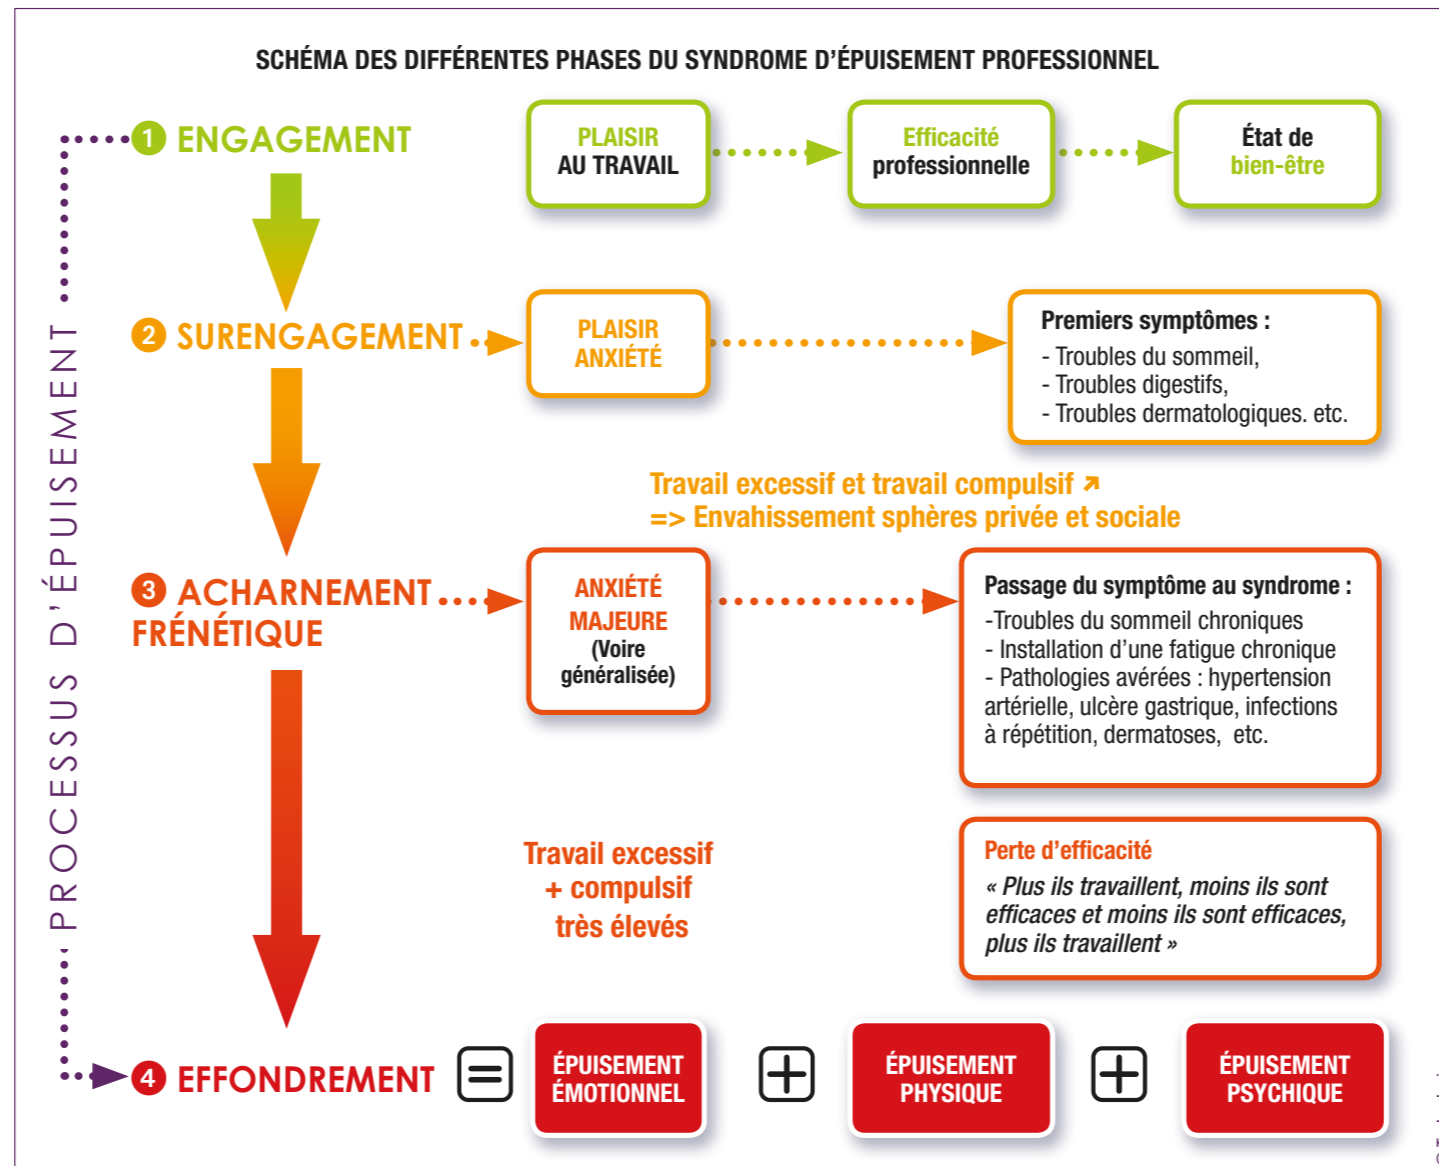 SCHÉMA DES DIFFÉRENTES PHASES DU SYNDROME D’ÉPUISEMENT PROFESSIONNEL
PROCESSUS D’ÉPUISEMENT
1 ENGAGEMENT
PLAISIR
AU TRAVAIL
Efficacité
professionnelle
État de
bien-être
2 SURENGAGEMENT
PLAISIR
ANXIÉTÉ
Premiers symptômes :
- Troubles du sommeil,
- Troubles digestifs,
- Troubles dermatologiques. etc.
Travail excessif et travail compulsif ↗
=> Envahissement sphères privée et sociale
3 ACHARNEMENT
FRÉNÉTIQUE
ANXIÉTÉ
MAJEURE
(Voire
généralisée)
Passage du symptôme au syndrome :
-Troubles du sommeil chroniques
- Installation d’une fatigue chronique
- Pathologies avérées : hypertension
artérielle, ulcère gastrique, infections
à répétition, dermatoses, etc.
Travail excessif
+ compulsif
très élevés
Perte d’efficacité
« Plus ils travaillent, moins ils sont
efficaces et moins ils sont efficaces,
plus ils travaillent »
4 EFFONDREMENT
=
ÉPUISEMENT
ÉMOTIONNEL
+
ÉPUISEMENT
PHYSIQUE
+
ÉPUISEMENT
PSYCHIQUE